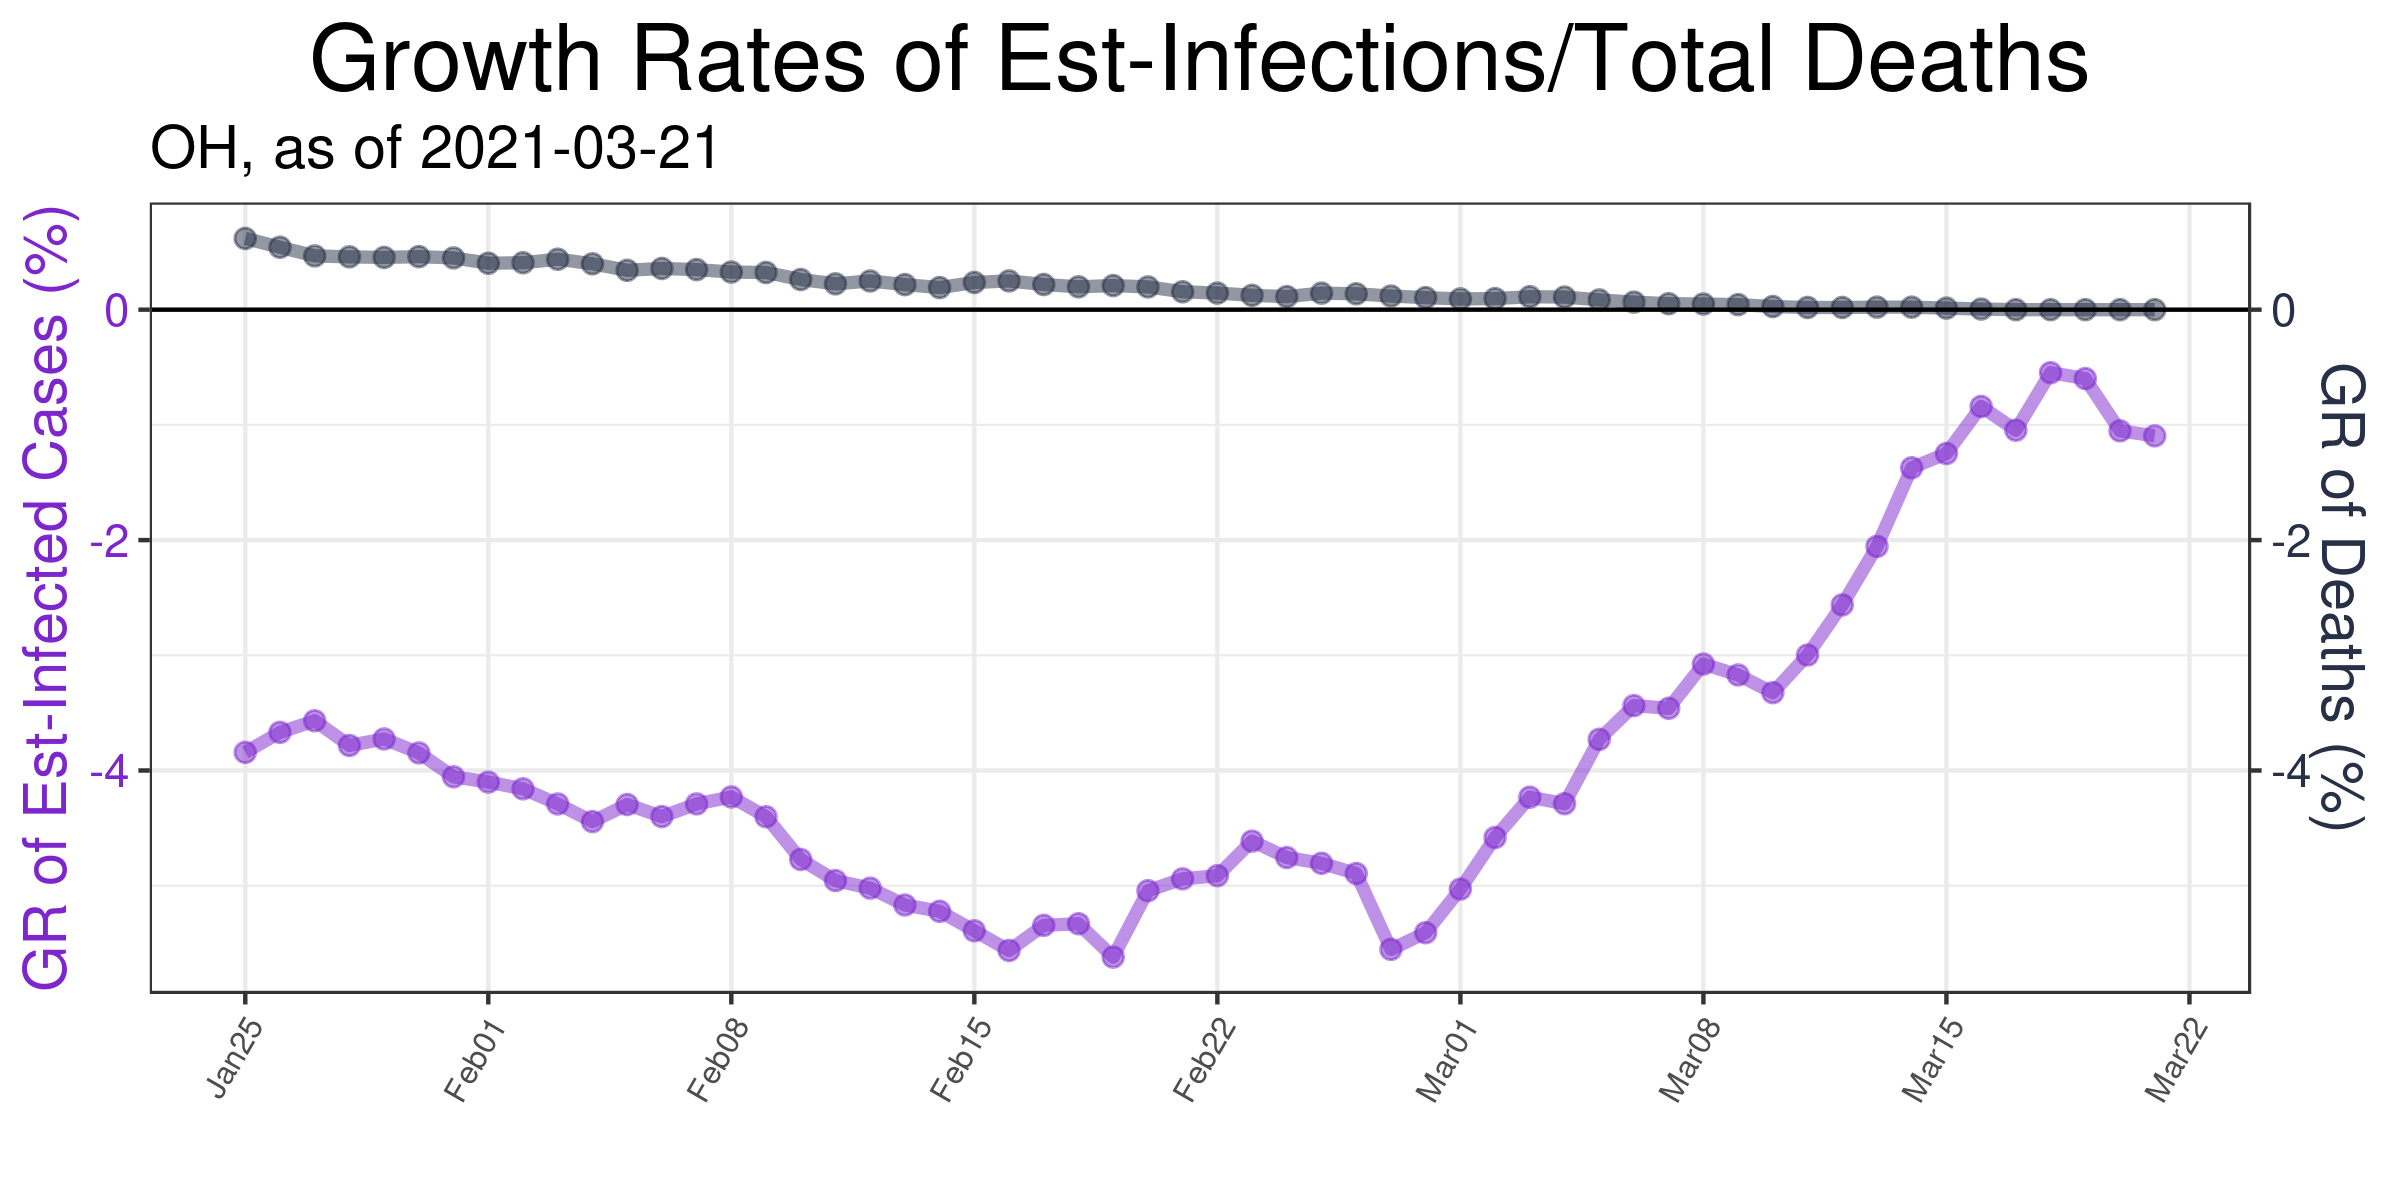 Growth Rates of Est-Infections/Total Deaths
OH, as of 2021-03-21
GR of Est-Infected Cases (%)
0
-2
-4
0
-2
-4
GR of Deaths (%)
Jan25
Feb01
Feb08
Feb15
Feb22
Mar01
Mar08
Mar15
Mar22